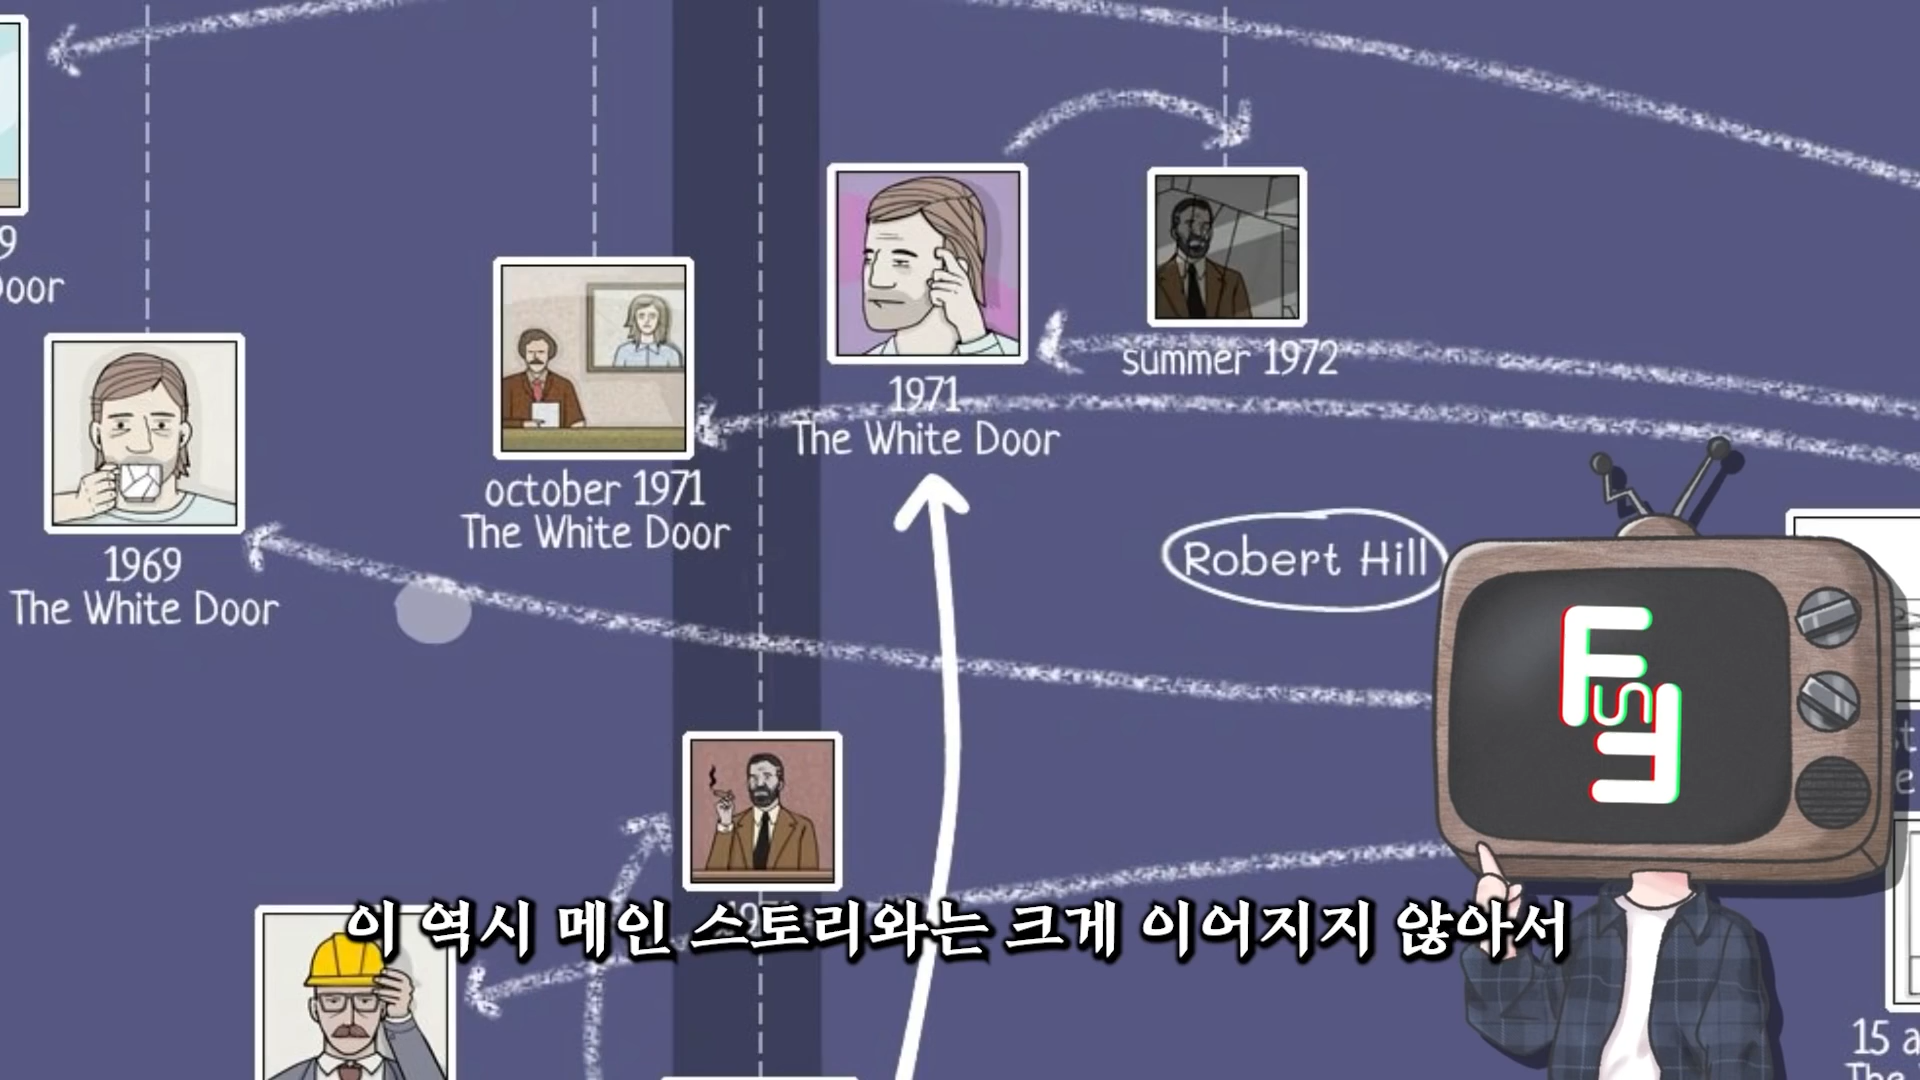 9
Door
1969
The White Door
october 1971
The White Door
1971
The White Door
summer 1972
Robert Hill
FSF
이 역시 메인 스토리와는 크게 이어지지 않아서
15 a
The